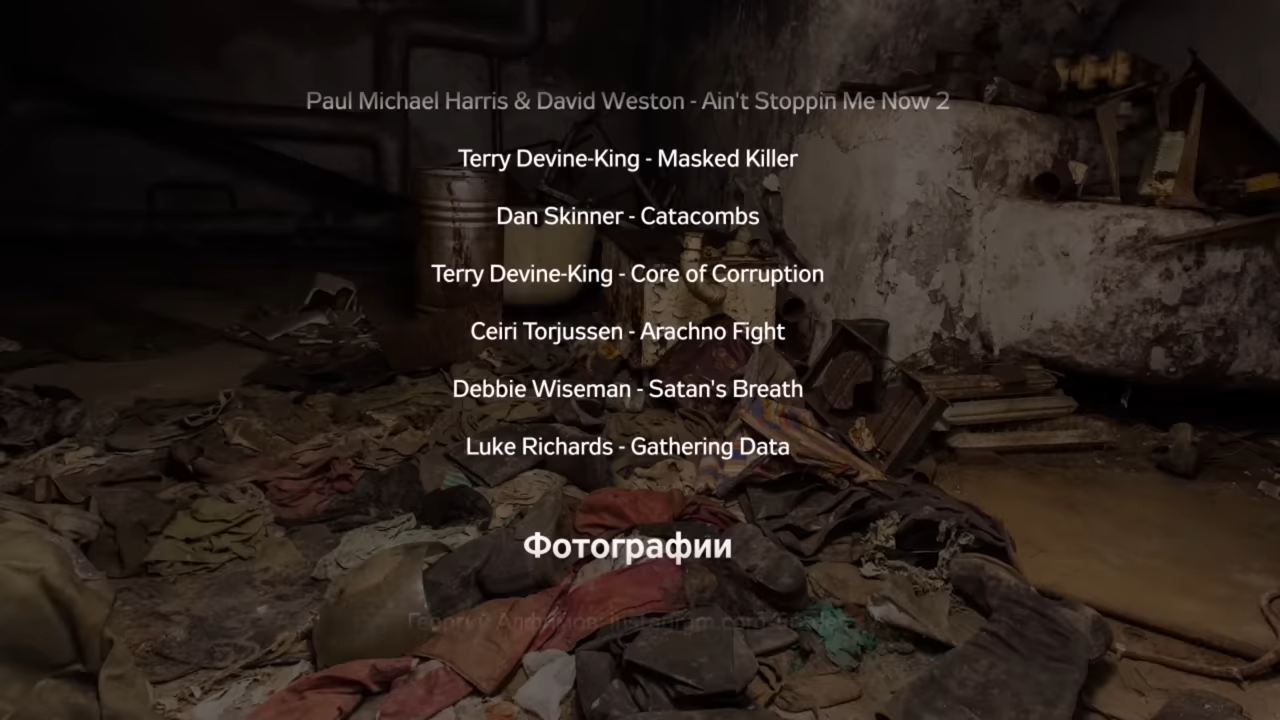 Paul Michael Harris & David Weston - Ain't Stoppin Me Now 2
Terry Devine-King - Masked Killer
Dan Skinner - Catacombs
Terry Devine-King - Core of Corruption
Ceiri Torjussen - Arachno Fight
Debbie Wiseman - Satan's Breath
Luke Richards - Gathering Data
Фотографии